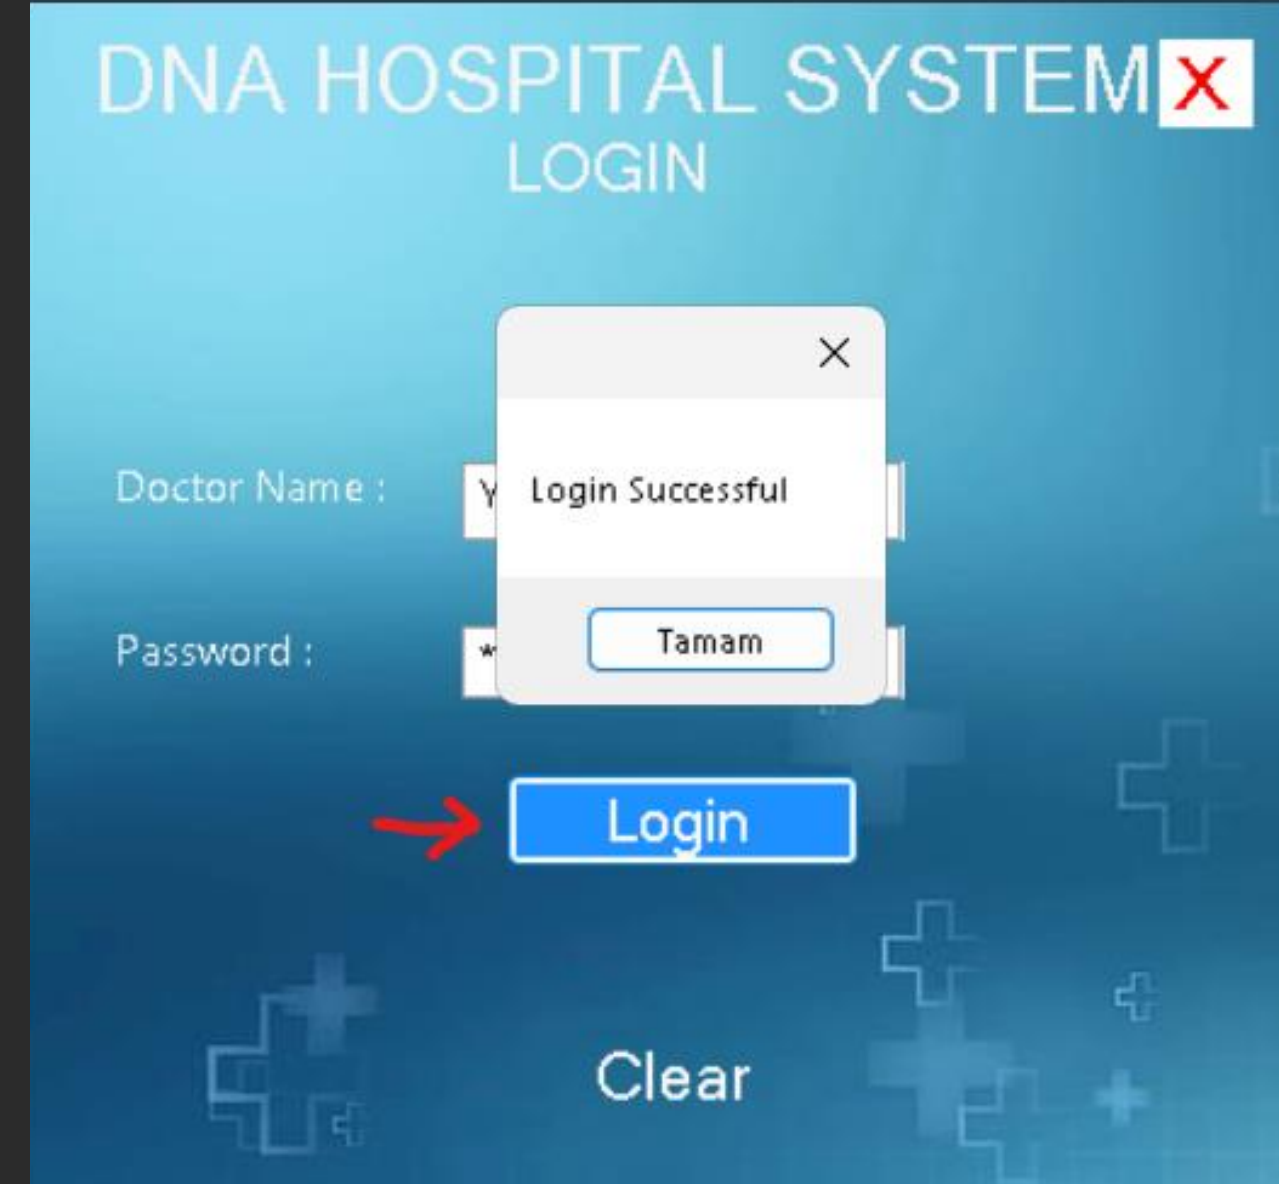 DNA HOSPITAL SYSTEM X
LOGIN
Doctor Name :
Login Successful
Password : *
Tamam
Login
Clear